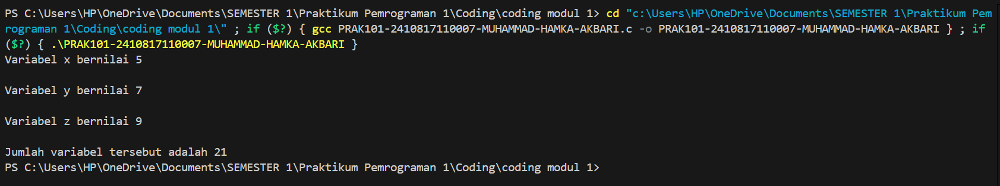 PS C:\Users\HP\OneDrive\Documents\SEMESTER 1\Praktikum Pemrograman 1\Coding\coding modul 1> cd "c:\Users\HP\OneDrive\Documents\SEMESTER 1\Praktikum Pem
rograman 1\Coding\coding modul 1\" ; if ($?) { gcc PRAK101-2410817110007-MUHAMMAD-HAMKA-AKBARI.c -o PRAK101-2410817110007-MUHAMMAD-HAMKA-AKBARI } ; if
($?) { .\PRAK101-2410817110007-MUHAMMAD-HAMKA-AKBARI }
Variabel x bernilai 5
Variabel y bernilai 7
Variabel z bernilai 9
Jumlah variabel tersebut adalah 21
PS C:\Users\HP\OneDrive\Documents\SEMESTER 1\Praktikum Pemrograman 1\Coding\coding modul 1>